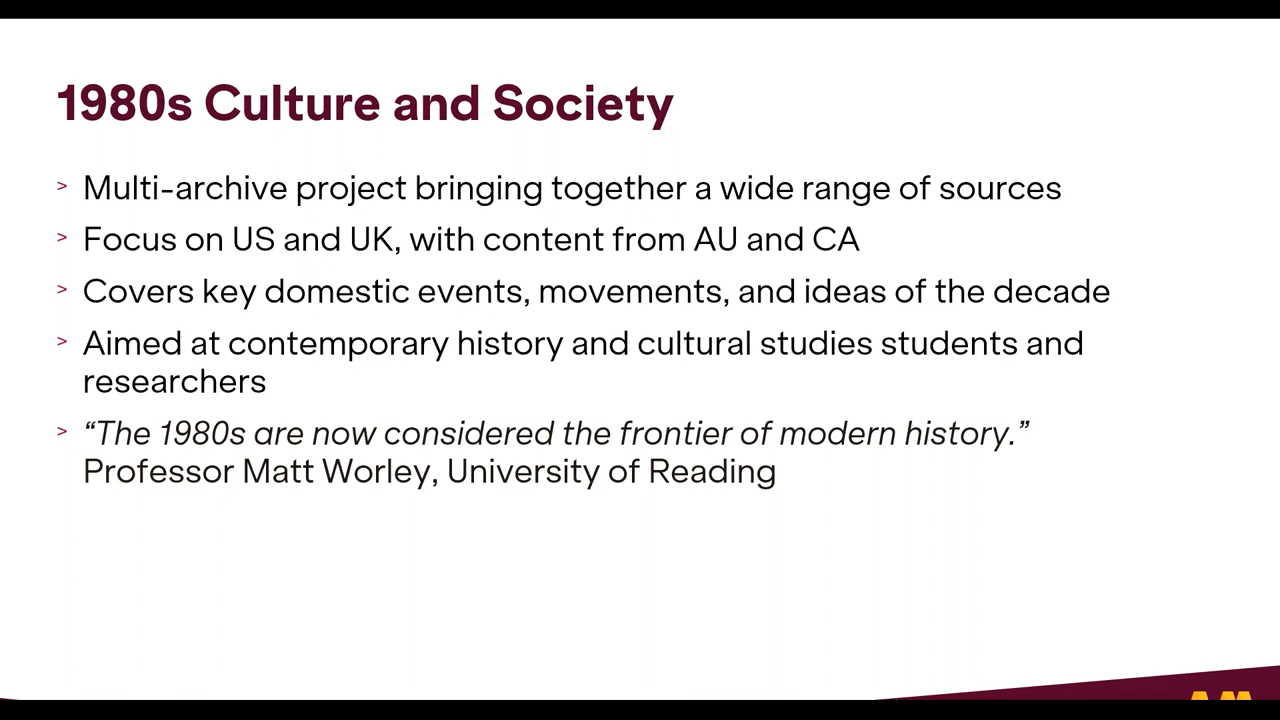 1980s Culture and Society
> Multi-archive project bringing together a wide range of sources
> Focus on US and UK, with content from AU and CA
> Covers key domestic events, movements, and ideas of the decade
> Aimed at contemporary history and cultural studies students and
researchers
> “The 1980s are now considered the frontier of modern history.”
Professor Matt Worley, University of Reading